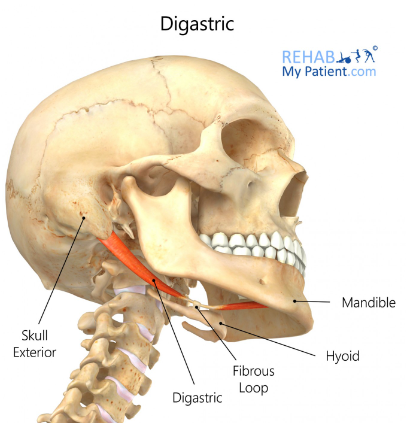 Digastric
REHAB
My Patient.com
©
Mandible
Skull
Exterior
Hyoid
Fibrous
Loop
Digastric